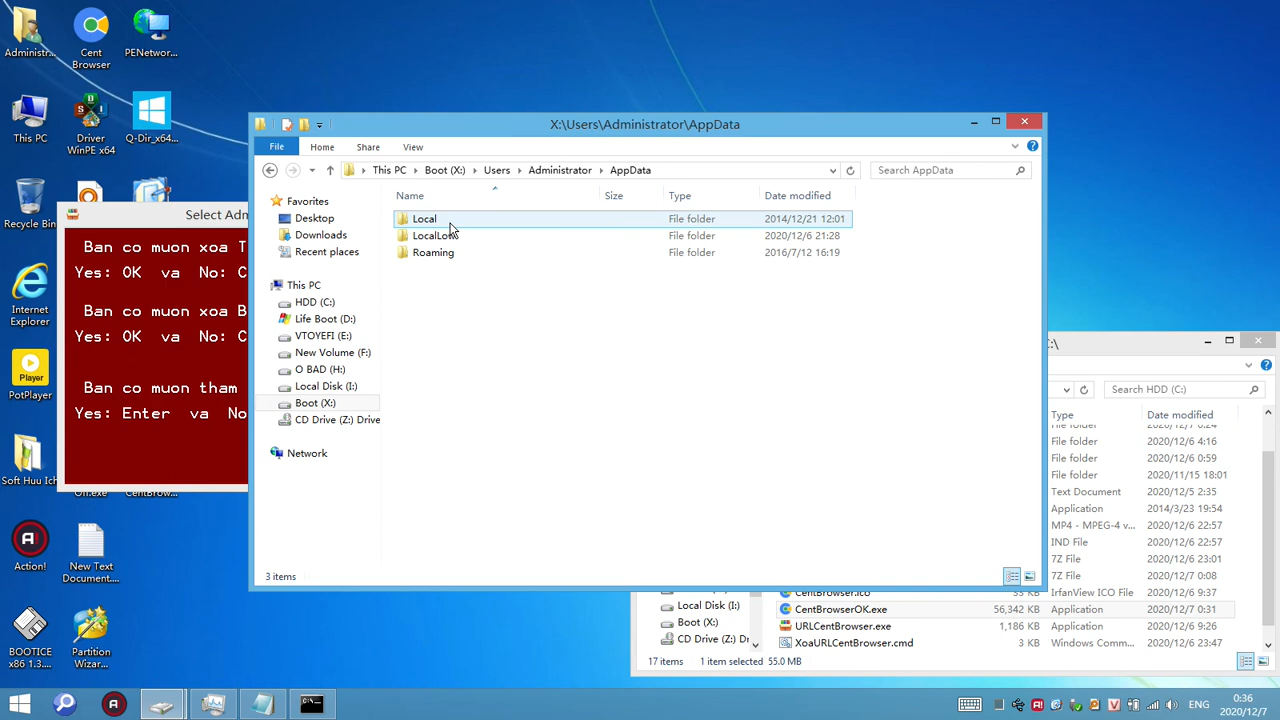 Administr...
Cent
Browser
PENetwor...
This PC
Driver
WinPE x64
Q-Dir_x64...
Recycle Bin
Internet
Explorer
Player
PotPlayer
Soft Huu Ich
Off.exe
CentBrow...
Action!
New Text
Document....
BOOTICE
x86 1.3....
Partition
Wizar...
Select Adm
Ban co muon xoa T
Yes: OK va No: C
Ban co muon xoa B
Yes: OK va No: C
Ban co muon tham
Yes: Enter va No
X:\Users\Administrator\AppData
File
Home
Share
View
This PC
Boot (X:)
Users
Administrator
AppData
Search AppData
Favorites
Desktop
Downloads
Recent places
This PC
HDD (C:)
Life Boot (D:)
VTOYEFI (E:)
New Volume (F:)
O BAD (H:)
Local Disk (I:)
Boot (X:)
CD Drive (Z:) Drive
Network
Name Size Type Date modified
Local File folder 2014/12/21 12:01
LocalLow File folder 2020/12/6 21:28
Roaming File folder 2016/7/12 16:19
3 items
C:\
Search HDD (C:)
Type Date modified
File folder 2020/12/7 0:24
File folder 2020/12/6 4:16
File folder 2020/12/6 0:59
File folder 2020/11/15 18:01
Text Document 2020/12/5 2:35
Application 2014/3/23 19:54
MP4 - MPEG-4 v... 2020/12/6 22:57
IND File 2020/12/6 22:57
7Z File 2020/12/6 23:01
7Z File 2020/12/7 0:08
CentBrowser.ico 33 KB IrfanView ICO File 2020/12/6 9:37
CentBrowserOK.exe 56,342 KB Application 2020/12/7 0:31
URLCentBrowser.exe 1,186 KB Application 2020/12/6 9:26
XoaURLCentBrowser.cmd 3 KB Windows Comm... 2020/12/6 23:47
Local Disk (I:)
Boot (X:)
CD Drive (Z:) Dr
17 items 1 item selected 55.0 MB
ENG
0:36
2020/12/7